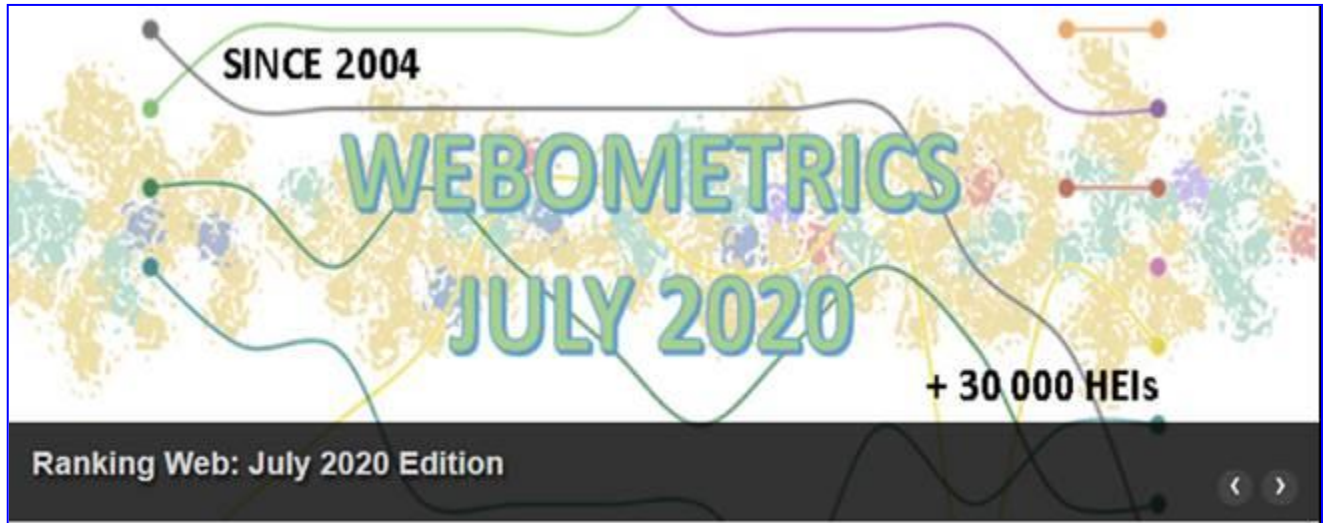 SINCE 2004
WEBOMETRICS
JULY 2020
+ 30 000 HEIs
Ranking Web: July 2020 Edition